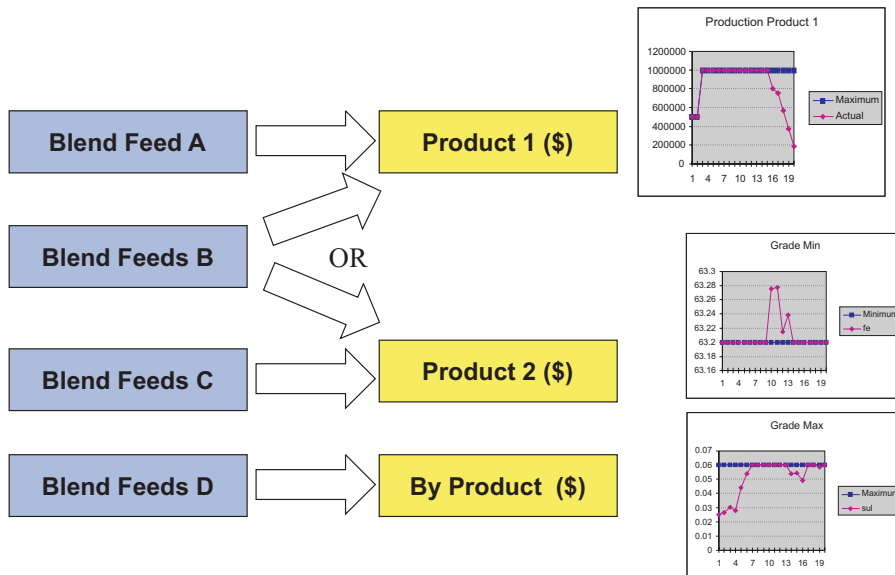 Blend Feed A
Blend Feeds B
Blend Feeds C
Blend Feeds D
OR
Product 1 ($)
Product 2 ($)
By Product ($)
Production Product 1
1200000
1000000
800000
600000
400000
200000
0
1 4 7 10 13 16 19
Maximum
Actual
Grade Min
63.3
63.28
63.26
63.24
63.22
63.2
63.18
63.16
1 4 7 10 13 16 19
Minimum
fe
Grade Max
0.07
0.06
0.05
0.04
0.03
0.02
0.01
0
1 4 7 10 13 16 19
Maximum
sul